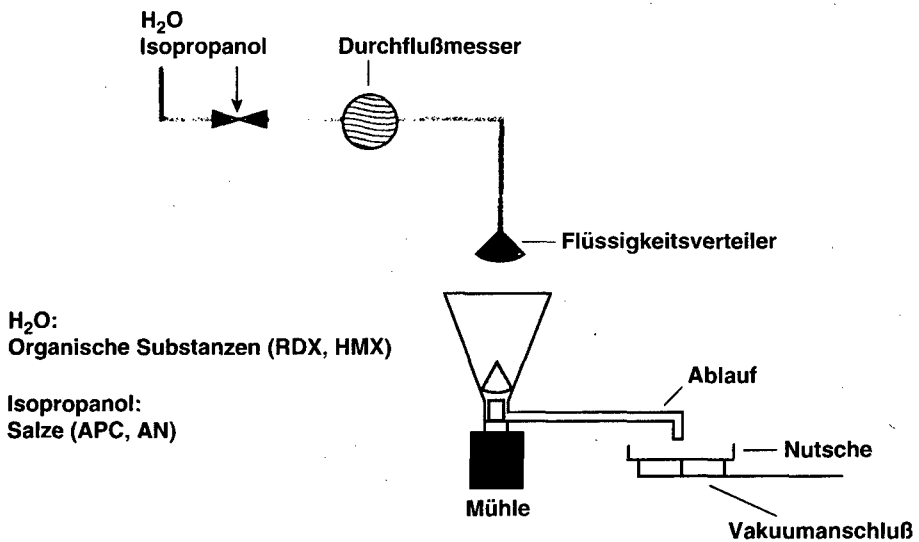 H₂O
Isopropanol
Durchflußmesser
Flüssigkeitsverteiler
H₂O:
Organische Substanzen (RDX, HMX)
Isopropanol:
Salze (APC, AN)
Ablauf
Nutsche
Mühle
Vakuumanschluß